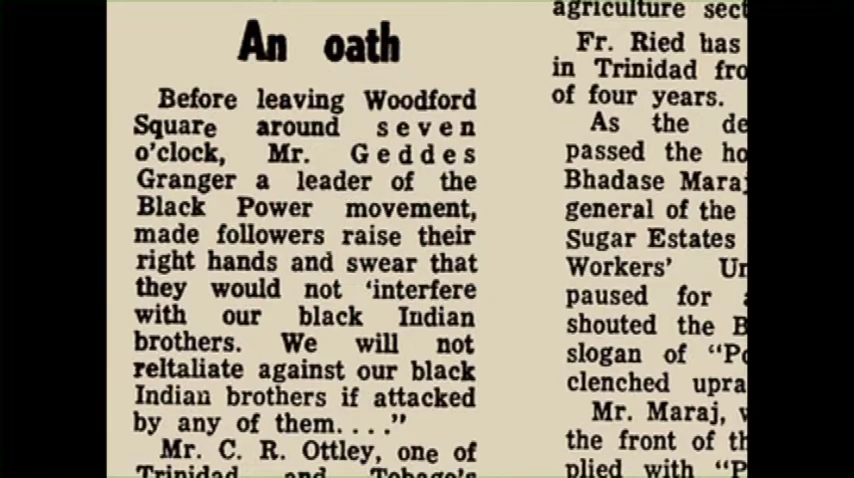 An oath
Before leaving Woodford
Square around seven
o'clock, Mr. Geddes
Granger a leader of the
Black Power movement,
made followers raise their
right hands and swear that
they would not 'interfere
with our black Indian
brothers. We will not
reltaliate against our black
Indian brothers if attacked
by any of them...."
Mr. C. R. Ottley, one of
Trinidad and Tobago's
agriculture sect
Fr. Ried has
in Trinidad fro
of four years.
As the de
passed the ho
Bhadase Maraj
general of the
Sugar Estates
Workers' Un
paused for
shouted the B
slogan of "Po
clenched upra
Mr. Maraj,
the front of th
plied with "P